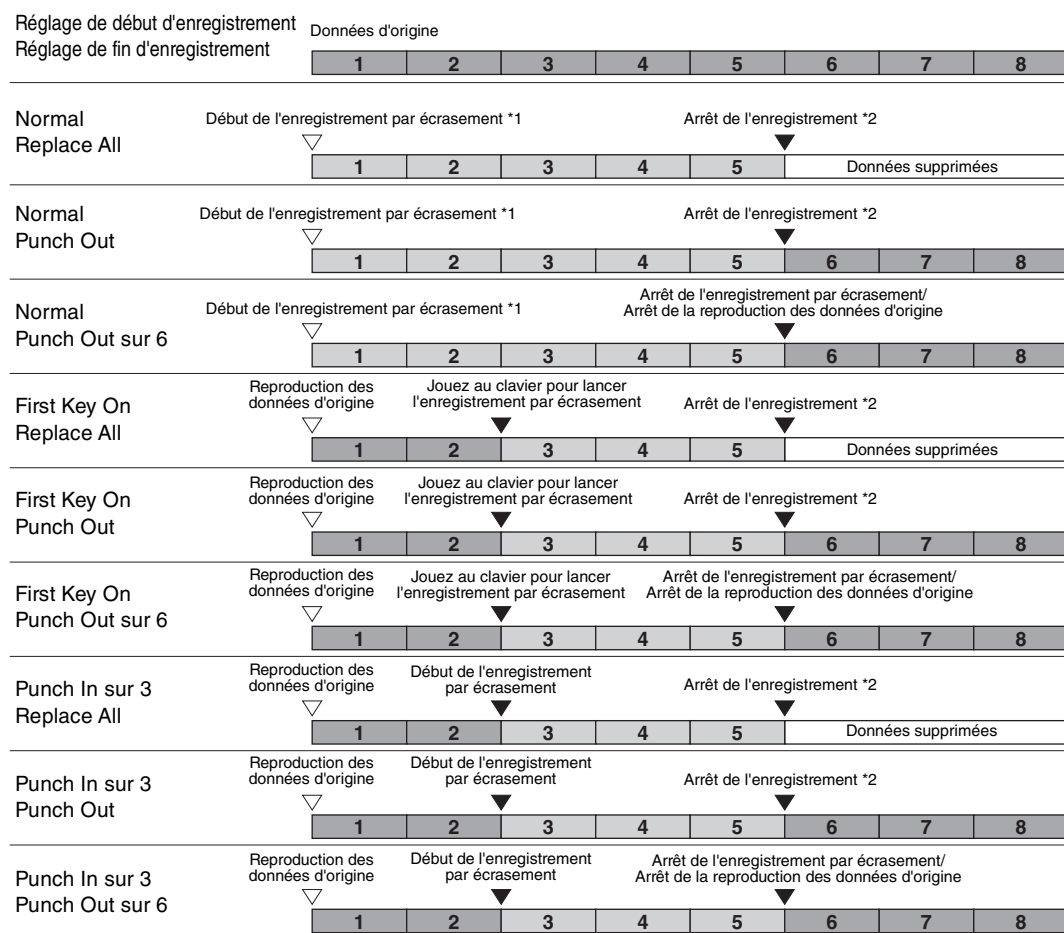 Réglage de début d'enregistrement
Réglage de fin d'enregistrement
Données d'origine
1 2 3 4 5 6 7 8
Normal
Replace All
Début de l'enregistrement par écrasement *1
Arrêt de l'enregistrement *2
1 2 3 4 5 Données supprimées
Normal
Punch Out
Début de l'enregistrement par écrasement *1
Arrêt de l'enregistrement *2
1 2 3 4 5 6 7 8
Normal
Punch Out sur 6
Début de l'enregistrement par écrasement *1
Arrêt de l'enregistrement par écrasement/
Arrêt de la reproduction des données d'origine
1 2 3 4 5 6 7 8
First Key On
Replace All
Reproduction des
données d'origine
Jouez au clavier pour lancer
l'enregistrement par écrasement
Arrêt de l'enregistrement *2
1 2 3 4 5 Données supprimées
First Key On
Punch Out
Reproduction des
données d'origine
Jouez au clavier pour lancer
l'enregistrement par écrasement
Arrêt de l'enregistrement *2
1 2 3 4 5 6 7 8
First Key On
Punch Out sur 6
Reproduction des
données d'origine
Jouez au clavier pour lancer
l'enregistrement par écrasement
Arrêt de l'enregistrement par écrasement/
Arrêt de la reproduction des données d'origine
1 2 3 4 5 6 7 8
Punch In sur 3
Replace All
Reproduction des
données d'origine
Début de l'enregistrement
par écrasement
Arrêt de l'enregistrement *2
1 2 3 4 5 Données supprimées
Punch In sur 3
Punch Out
Reproduction des
données d'origine
Début de l'enregistrement
par écrasement
Arrêt de l'enregistrement *2
1 2 3 4 5 6 7 8
Punch In sur 3
Punch Out sur 6
Reproduction des
données d'origine
Début de l'enregistrement
par écrasement
Arrêt de l'enregistrement par écrasement/
Arrêt de la reproduction des données d'origine
1 2 3 4 5 6 7 8